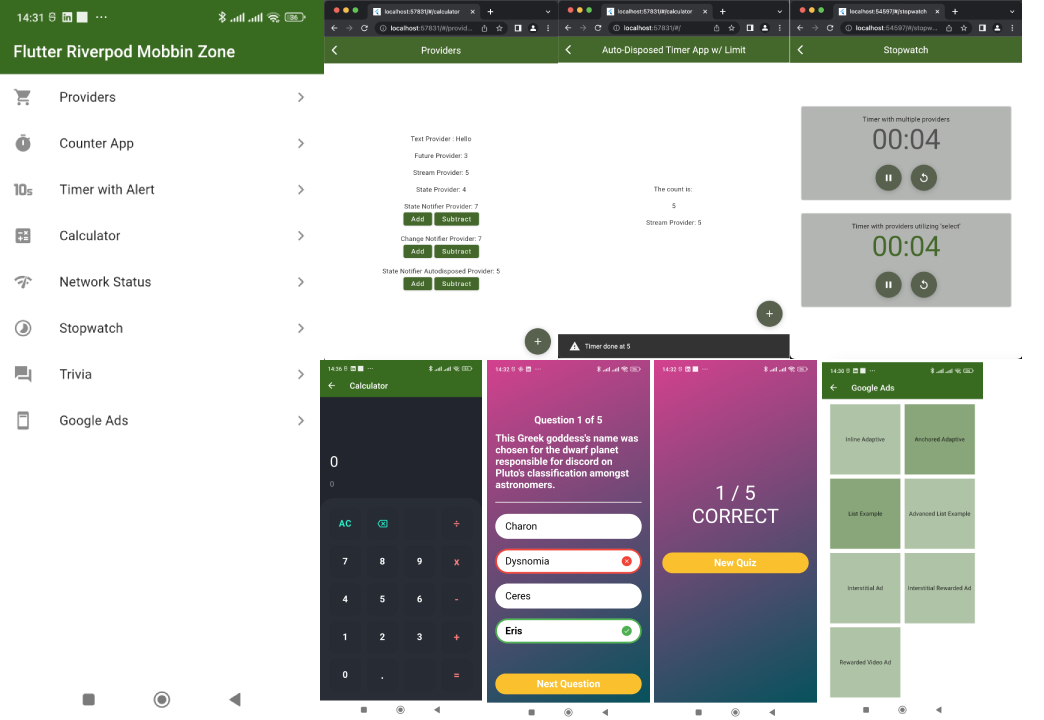 14:31
36
Flutter Riverpod Mobbin Zone
Providers
Counter App
10s
Timer with Alert
Calculator
Network Status
Stopwatch
Trivia
Google Ads
localhost:57831/#/calculator
localhost:57831/#/provid...
Providers
Text Provider : Hello
Future Provider: 3
Stream Provider: 5
State Provider: 4
State Notifier Provider: 7
Add
Subtract
Change Notifier Provider: 7
Add
Subtract
State Notifier Autodisposed Provider: 5
Add
Subtract
+
localhost:57831/#/calculator
localhost:57831/#/
Auto-Disposed Timer App w/ Limit
The count is:
5
Stream Provider: 5
+
Timer done at 5
localhost:54597/#/stopwatch
localhost:54597/#/stopw...
Stopwatch
Timer with multiple providers
00:04
Timer with providers utilizing 'select'
00:04
14:36
Calculator
0
0
AC
÷
7
8
9
x
4
5
6
-
1
2
3
+
0
.
=
14:32
Question 1 of 5
This Greek goddess's name was
chosen for the dwarf planet
responsible for discord on
Pluto's classification amongst
astronomers.
Charon
Dysnomia
Ceres
Eris
Next Question
14:32
1 / 5
CORRECT
New Quiz
14:36
Google Ads
Inline Adaptive
Anchored Adaptive
List Example
Advanced List Example
Interstitial Ad
Interstitial Rewarded Ad
Rewarded Video Ad